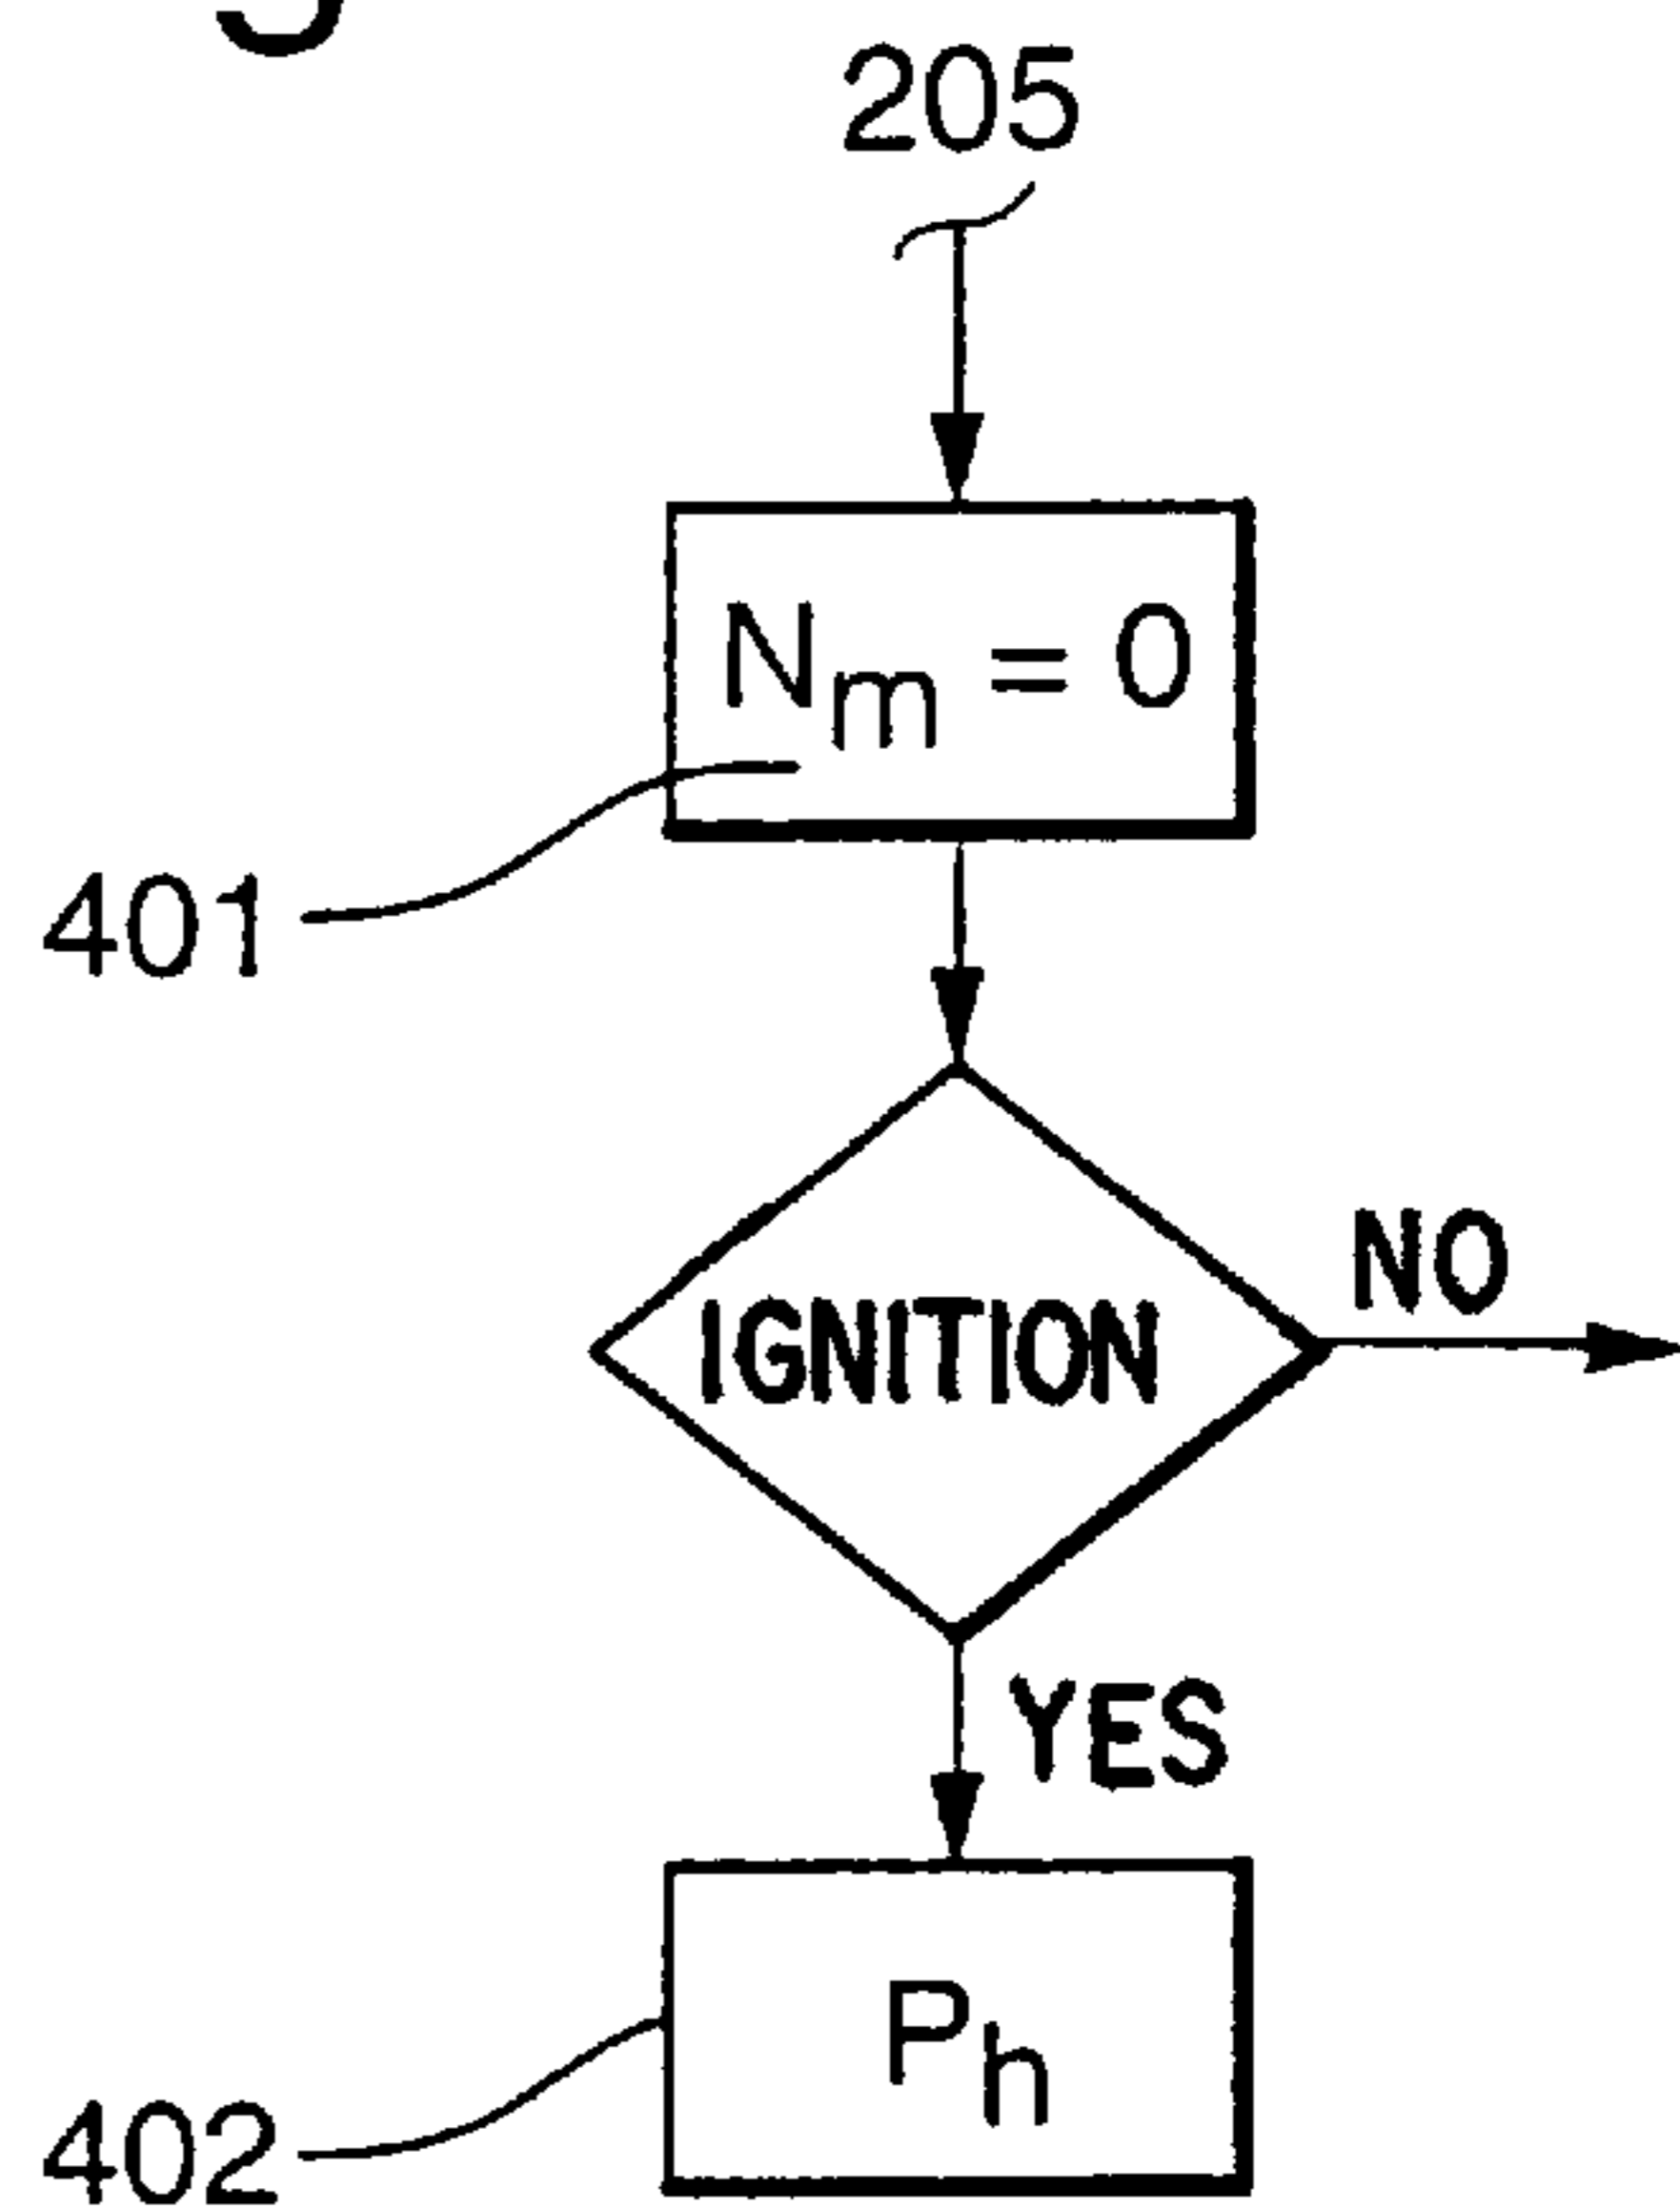 205
Nm = 0
401
IGNITION
NO
YES
Ph
402